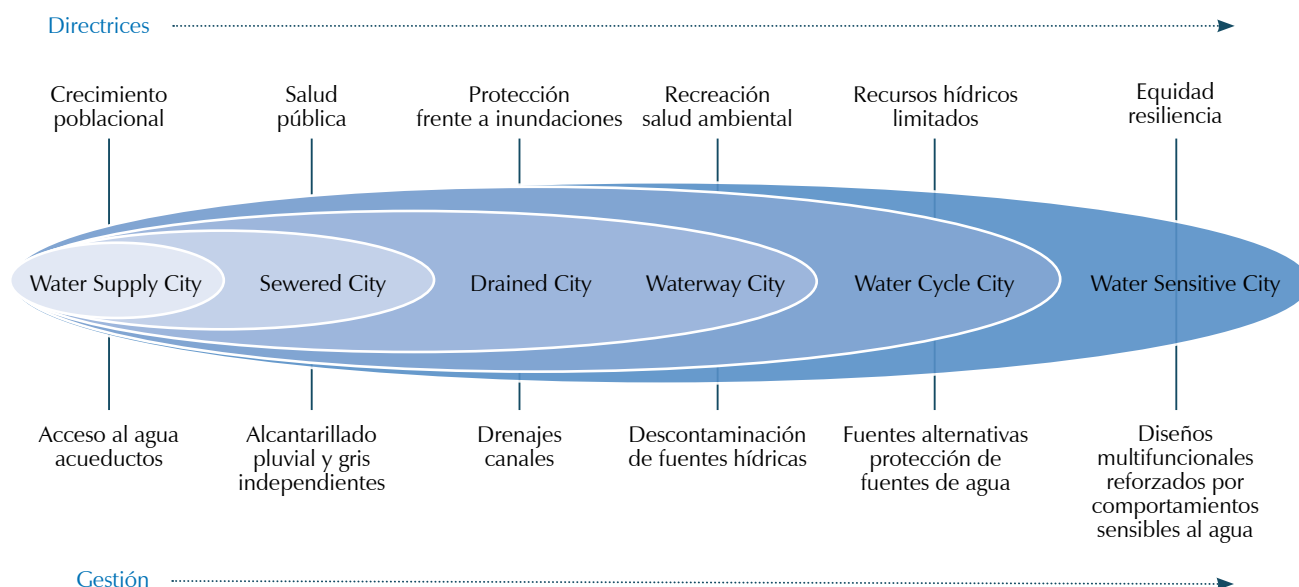 Directrices
Crecimiento
poblacional
Salud
pública
Protección
frente a inundaciones
Recreación
salud ambiental
Recursos hídricos
limitados
Equidad
resiliencia
Water Supply City
Sewered City
Drained City
Waterway City
Water Cycle City
Water Sensitive City
Acceso al agua
acueductos
Alcantarillado
pluvial y gris
independientes
Drenajes
canales
Descontaminación
de fuentes hídricas
Fuentes alternativas
protección de
fuentes de agua
Diseños
multifuncionales
reforzados por
comportamientos
sensibles al agua
Gestión